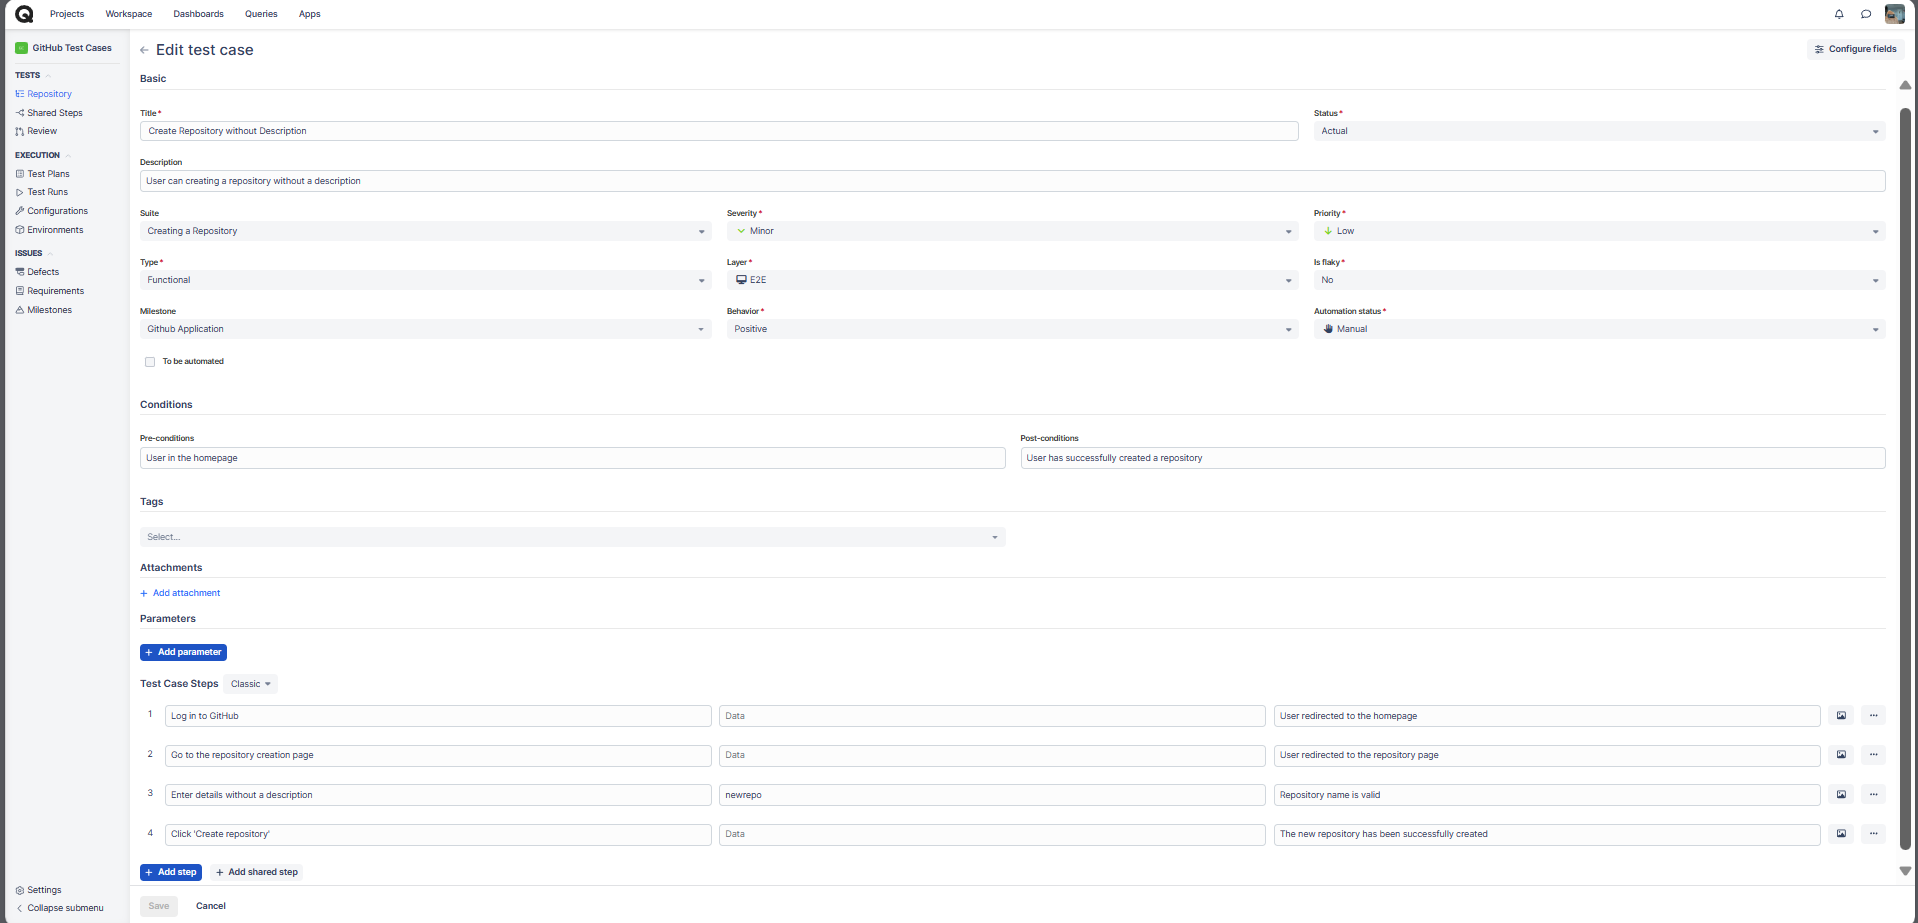 Projects Workspace Dashboards Queries Apps
GitHub Test Cases
TESTS
Repository
Shared Steps
Review
EXECUTION
Test Plans
Test Runs
Configurations
Environments
ISSUES
Defects
Requirements
Milestones
Settings
Collapse submenu
Edit test case
Configure fields
Basic
Title*
Create Repository without Description
Status*
Actual
Description
User can creating a repository without a description
Suite
Creating a Repository
Severity*
Minor
Priority*
Low
Type*
Functional
Layer*
E2E
Is flaky*
No
Milestone
Github Application
Behavior*
Positive
Automation status*
Manual
To be automated
Conditions
Pre-conditions
User in the homepage
Post-conditions
User has successfully created a repository
Tags
Select...
Attachments
+ Add attachment
Parameters
+ Add parameter
Test Case Steps Classic
1 Log in to GitHub Data User redirected to the homepage
2 Go to the repository creation page Data User redirected to the repository page
3 Enter details without a description newrepo Repository name is valid
4 Click 'Create repository' Data The new repository has been successfully created
+ Add step + Add shared step
Save Cancel